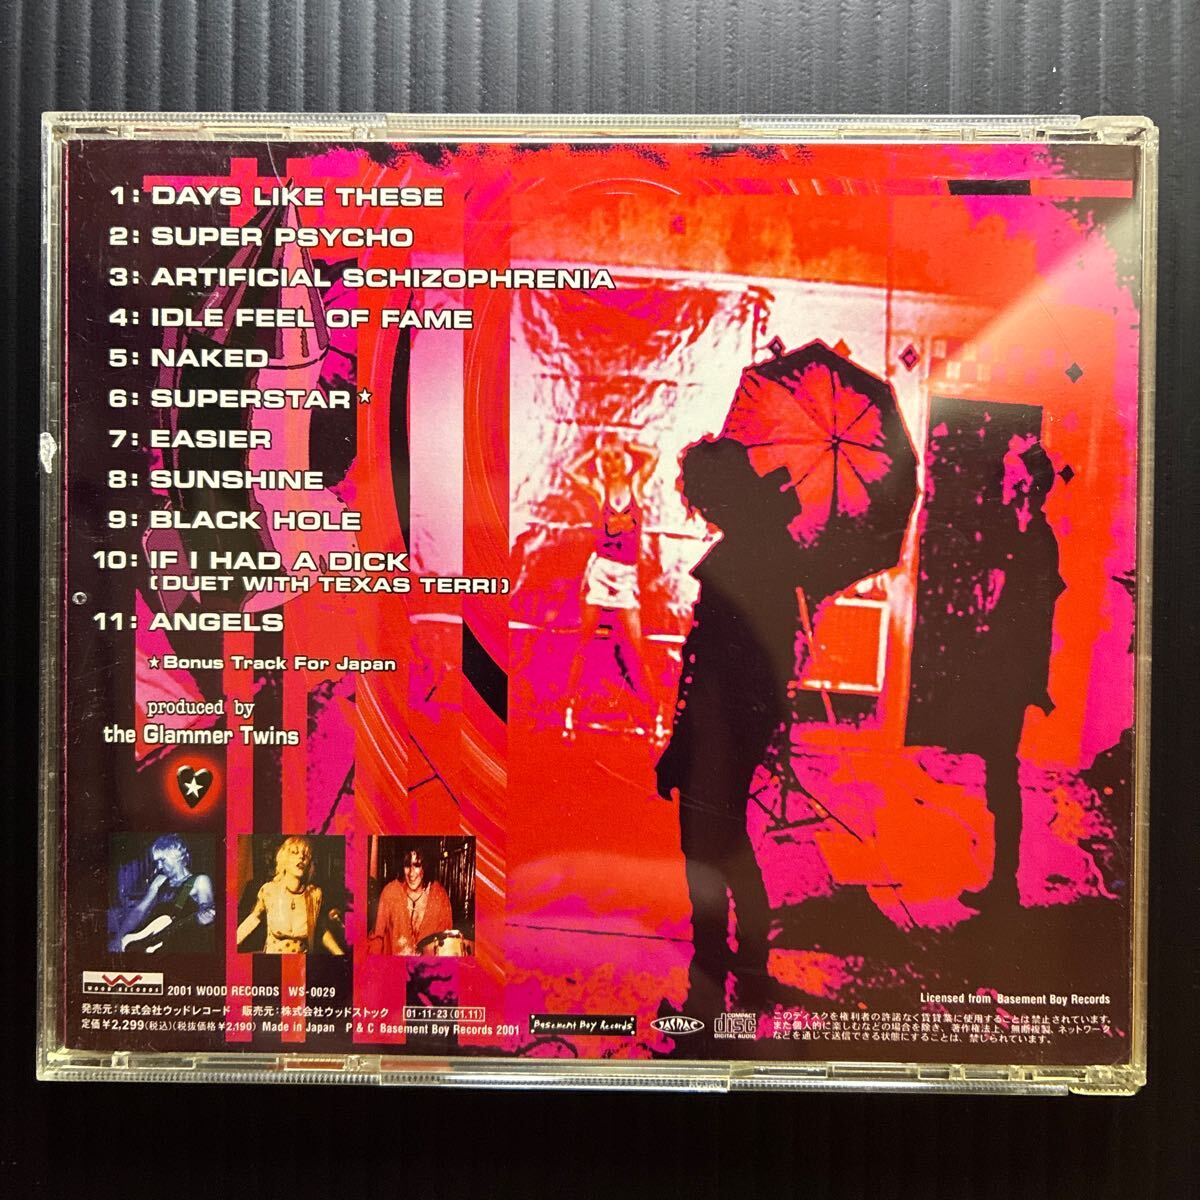 1: DAYS LIKE THESE
2: SUPER PSYCHO
3: ARTIFICIAL SCHIZOPHRENIA
4: IDLE FEEL OF FAME
5: NAKED
6: SUPERSTAR★
7: EASIER
8: SUNSHINE
9: BLACK HOLE
10: IF I HAD A DICK
(DUET WITH TEXAS TERRI)
11: ANGELS
★Bonus Track For Japan
produced by
the Glammer Twins
WOOD RECORDS
2001 WOOD RECORDS WS-0029
発売元：株式会社ウッドレコード 販売元：株式会社ウッドストック 01·11·23(01.11)
定価¥2,299(税込)(税抜価格¥2,190) Made in Japan P & C Basement Boy Records 2001
Basement Boy Records
JASRAC
COMPACT
disc
DIGITAL AUDIO
Licensed from Basement Boy Records
このディスクを権利者の許諾なく賃貸業に使用することは禁止されています。
また個人的に楽しむなどの場合を除き、著作権法上、無断複製、ネットワーク
などを通じて送信できる状態にすることは、禁じられています。